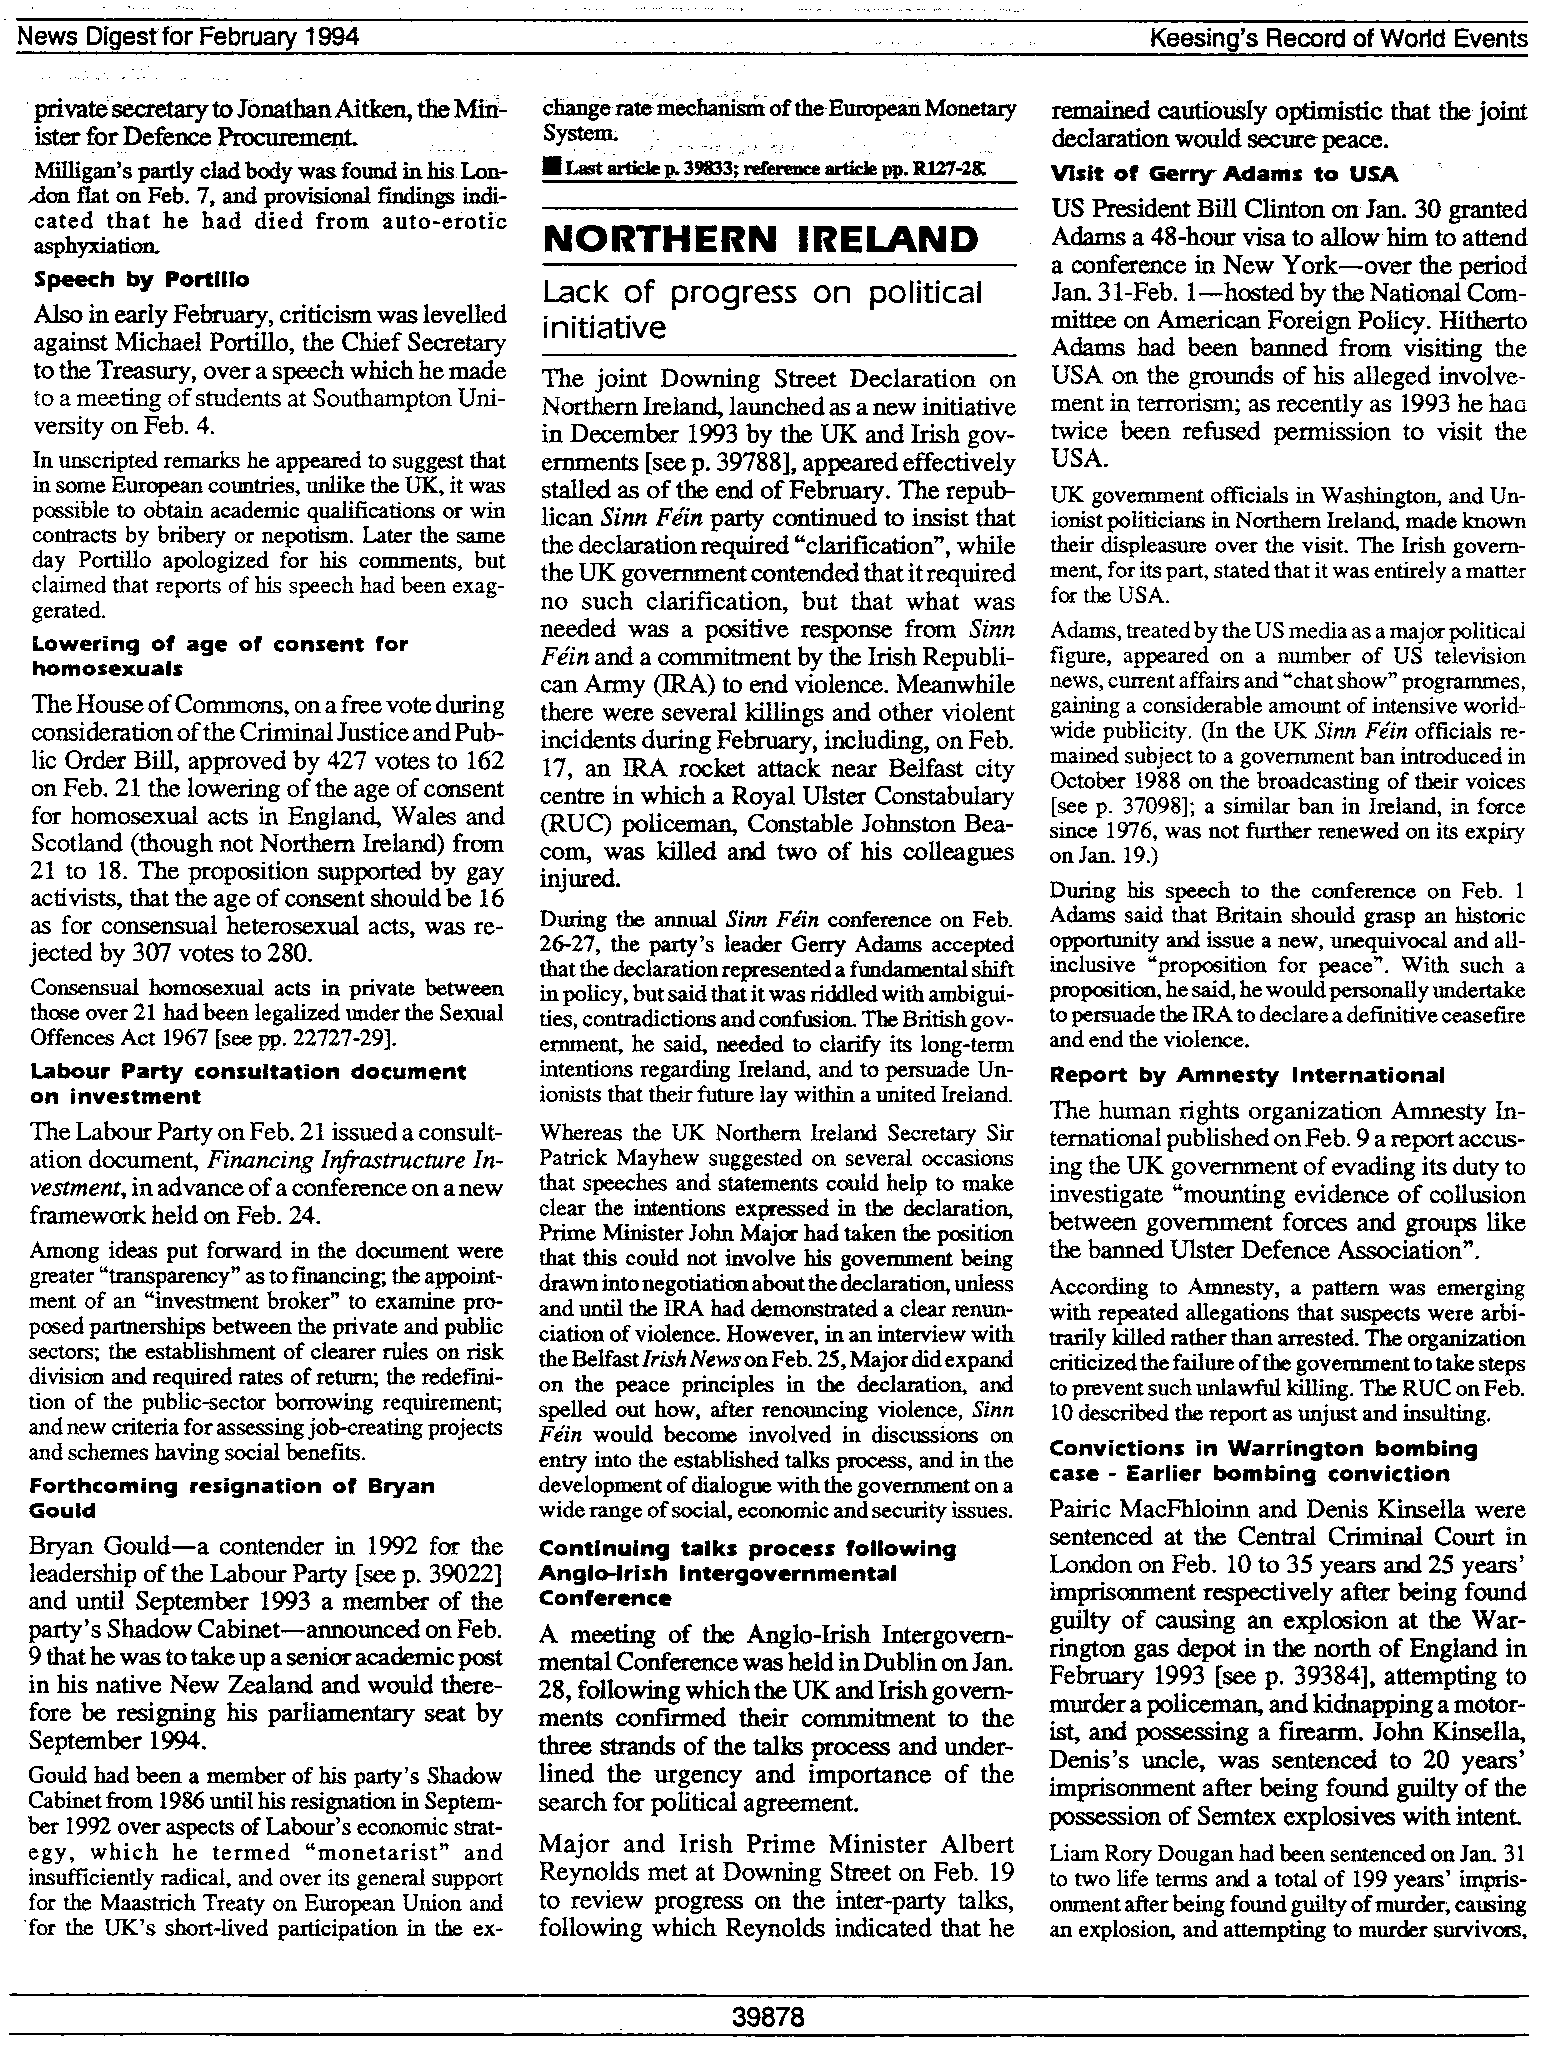 News Digest for February 1994
Keesing's Record of World Events
private secretary to Jonathan Aitken, the Min-
ister for Defence Procurement.
Milligan's partly clad body was found in his Lon-
don flat on Feb. 7, and provisional findings indi-
cated that he had died from auto-erotic
asphyxiation.
Speech by Portillo
Also in early February, criticism was levelled
against Michael Portillo, the Chief Secretary
to the Treasury, over a speech which he made
to a meeting of students at Southampton Uni-
versity on Feb. 4.
In unscripted remarks he appeared to suggest that
in some European countries, unlike the UK, it was
possible to obtain academic qualifications or win
contracts by bribery or nepotism. Later the same
day Portillo apologized for his comments, but
claimed that reports of his speech had been exag-
gerated.
Lowering of age of consent for
homosexuals
The House of Commons, on a free vote during
consideration of the Criminal Justice and Pub-
lic Order Bill, approved by 427 votes to 162
on Feb. 21 the lowering of the age of consent
for homosexual acts in England, Wales and
Scotland (though not Northern Ireland) from
21 to 18. The proposition supported by gay
activists, that the age of consent should be 16
as for consensual heterosexual acts, was re-
jected by 307 votes to 280.
Consensual homosexual acts in private between
those over 21 had been legalized under the Sexual
Offences Act 1967 [see pp. 22727-29].
Labour Party consultation document
on investment
The Labour Party on Feb. 21 issued a consult-
ation document, Financing Infrastructure In-
vestment, in advance of a conference on a new
framework held on Feb. 24.
Among ideas put forward in the document were
greater "transparency" as to financing; the appoint-
ment of an "investment broker" to examine pro-
posed partnerships between the private and public
sectors; the establishment of clearer rules on risk
division and required rates of return; the redefini-
tion of the public-sector borrowing requirement;
and new criteria for assessing job-creating projects
and schemes having social benefits.
Forthcoming resignation of Bryan
Gould
Bryan Gould—a contender in 1992 for the
leadership of the Labour Party [see p. 39022]
and until September 1993 a member of the
party's Shadow Cabinet—announced on Feb.
9 that he was to take up a senior academic post
in his native New Zealand and would there-
fore be resigning his parliamentary seat by
September 1994.
Gould had been a member of his party's Shadow
Cabinet from 1986 until his resignation in Septem-
ber 1992 over aspects of Labour's economic strat-
egy, which he termed "monetarist" and
insufficiently radical, and over its general support
for the Maastrich Treaty on European Union and
for the UK's short-lived participation in the ex-
change rate mechanism of the European Monetary
System.
■ Last article p. 39833; reference article pp. R127-28.
NORTHERN IRELAND
Lack of progress on political
initiative
The joint Downing Street Declaration on
Northern Ireland, launched as a new initiative
in December 1993 by the UK and Irish gov-
ernments [see p. 39788], appeared effectively
stalled as of the end of February. The repub-
lican Sinn Féin party continued to insist that
the declaration required "clarification", while
the UK government contended that it required
no such clarification, but that what was
needed was a positive response from Sinn
Féin and a commitment by the Irish Republi-
can Army (IRA) to end violence. Meanwhile
there were several killings and other violent
incidents during February, including, on Feb.
17, an IRA rocket attack near Belfast city
centre in which a Royal Ulster Constabulary
(RUC) policeman, Constable Johnston Bea-
com, was killed and two of his colleagues
injured.
During the annual Sinn Féin conference on Feb.
26-27, the party's leader Gerry Adams accepted
that the declaration represented a fundamental shift
in policy, but said that it was riddled with ambigui-
ties, contradictions and confusion. The British gov-
ernment, he said, needed to clarify its long-term
intentions regarding Ireland, and to persuade Un-
ionists that their future lay within a united Ireland.
Whereas the UK Northern Ireland Secretary Sir
Patrick Mayhew suggested on several occasions
that speeches and statements could help to make
clear the intentions expressed in the declaration,
Prime Minister John Major had taken the position
that this could not involve his government being
drawn into negotiation about the declaration, unless
and until the IRA had demonstrated a clear renun-
ciation of violence. However, in an interview with
the Belfast Irish News on Feb. 25, Major did expand
on the peace principles in the declaration, and
spelled out how, after renouncing violence, Sinn
Féin would become involved in discussions on
entry into the established talks process, and in the
development of dialogue with the government on a
wide range of social, economic and security issues.
Continuing talks process following
Anglo-Irish Intergovernmental
Conference
A meeting of the Anglo-Irish Intergovern-
mental Conference was held in Dublin on Jan.
28, following which the UK and Irish govern-
ments confirmed their commitment to the
three strands of the talks process and under-
lined the urgency and importance of the
search for political agreement.
Major and Irish Prime Minister Albert
Reynolds met at Downing Street on Feb. 19
to review progress on the inter-party talks,
following which Reynolds indicated that he
remained cautiously optimistic that the joint
declaration would secure peace.
Visit of Gerry Adams to USA
US President Bill Clinton on Jan. 30 granted
Adams a 48-hour visa to allow him to attend
a conference in New York—over the period
Jan. 31-Feb. 1—hosted by the National Com-
mittee on American Foreign Policy. Hitherto
Adams had been banned from visiting the
USA on the grounds of his alleged involve-
ment in terrorism; as recently as 1993 he had
twice been refused permission to visit the
USA.
UK government officials in Washington, and Un-
ionist politicians in Northern Ireland, made known
their displeasure over the visit. The Irish govern-
ment, for its part, stated that it was entirely a matter
for the USA.
Adams, treated by the US media as a major political
figure, appeared on a number of US television
news, current affairs and "chat show" programmes,
gaining a considerable amount of intensive world-
wide publicity. (In the UK Sinn Féin officials re-
mained subject to a government ban introduced in
October 1988 on the broadcasting of their voices
[see p. 37098]; a similar ban in Ireland, in force
since 1976, was not further renewed on its expiry
on Jan. 19.)
During his speech to the conference on Feb. 1
Adams said that Britain should grasp an historic
opportunity and issue a new, unequivocal and all-
inclusive "proposition for peace". With such a
proposition, he said, he would personally undertake
to persuade the IRA to declare a definitive ceasefire
and end the violence.
Report by Amnesty International
The human rights organization Amnesty In-
ternational published on Feb. 9 a report accus-
ing the UK government of evading its duty to
investigate "mounting evidence of collusion
between government forces and groups like
the banned Ulster Defence Association".
According to Amnesty, a pattern was emerging
with repeated allegations that suspects were arbi-
trarily killed rather than arrested. The organization
criticized the failure of the government to take steps
to prevent such unlawful killing. The RUC on Feb.
10 described the report as unjust and insulting.
Convictions in Warrington bombing
case - Earlier bombing conviction
Pairic MacFhloinn and Denis Kinsella were
sentenced at the Central Criminal Court in
London on Feb. 10 to 35 years and 25 years'
imprisonment respectively after being found
guilty of causing an explosion at the War-
rington gas depot in the north of England in
February 1993 [see p. 39384], attempting to
murder a policeman, and kidnapping a motor-
ist, and possessing a firearm. John Kinsella,
Denis's uncle, was sentenced to 20 years'
imprisonment after being found guilty of the
possession of Semtex explosives with intent.
Liam Rory Dougan had been sentenced on Jan. 31
to two life terms and a total of 199 years' impris-
onment after being found guilty of murder, causing
an explosion, and attempting to murder survivors,
39878